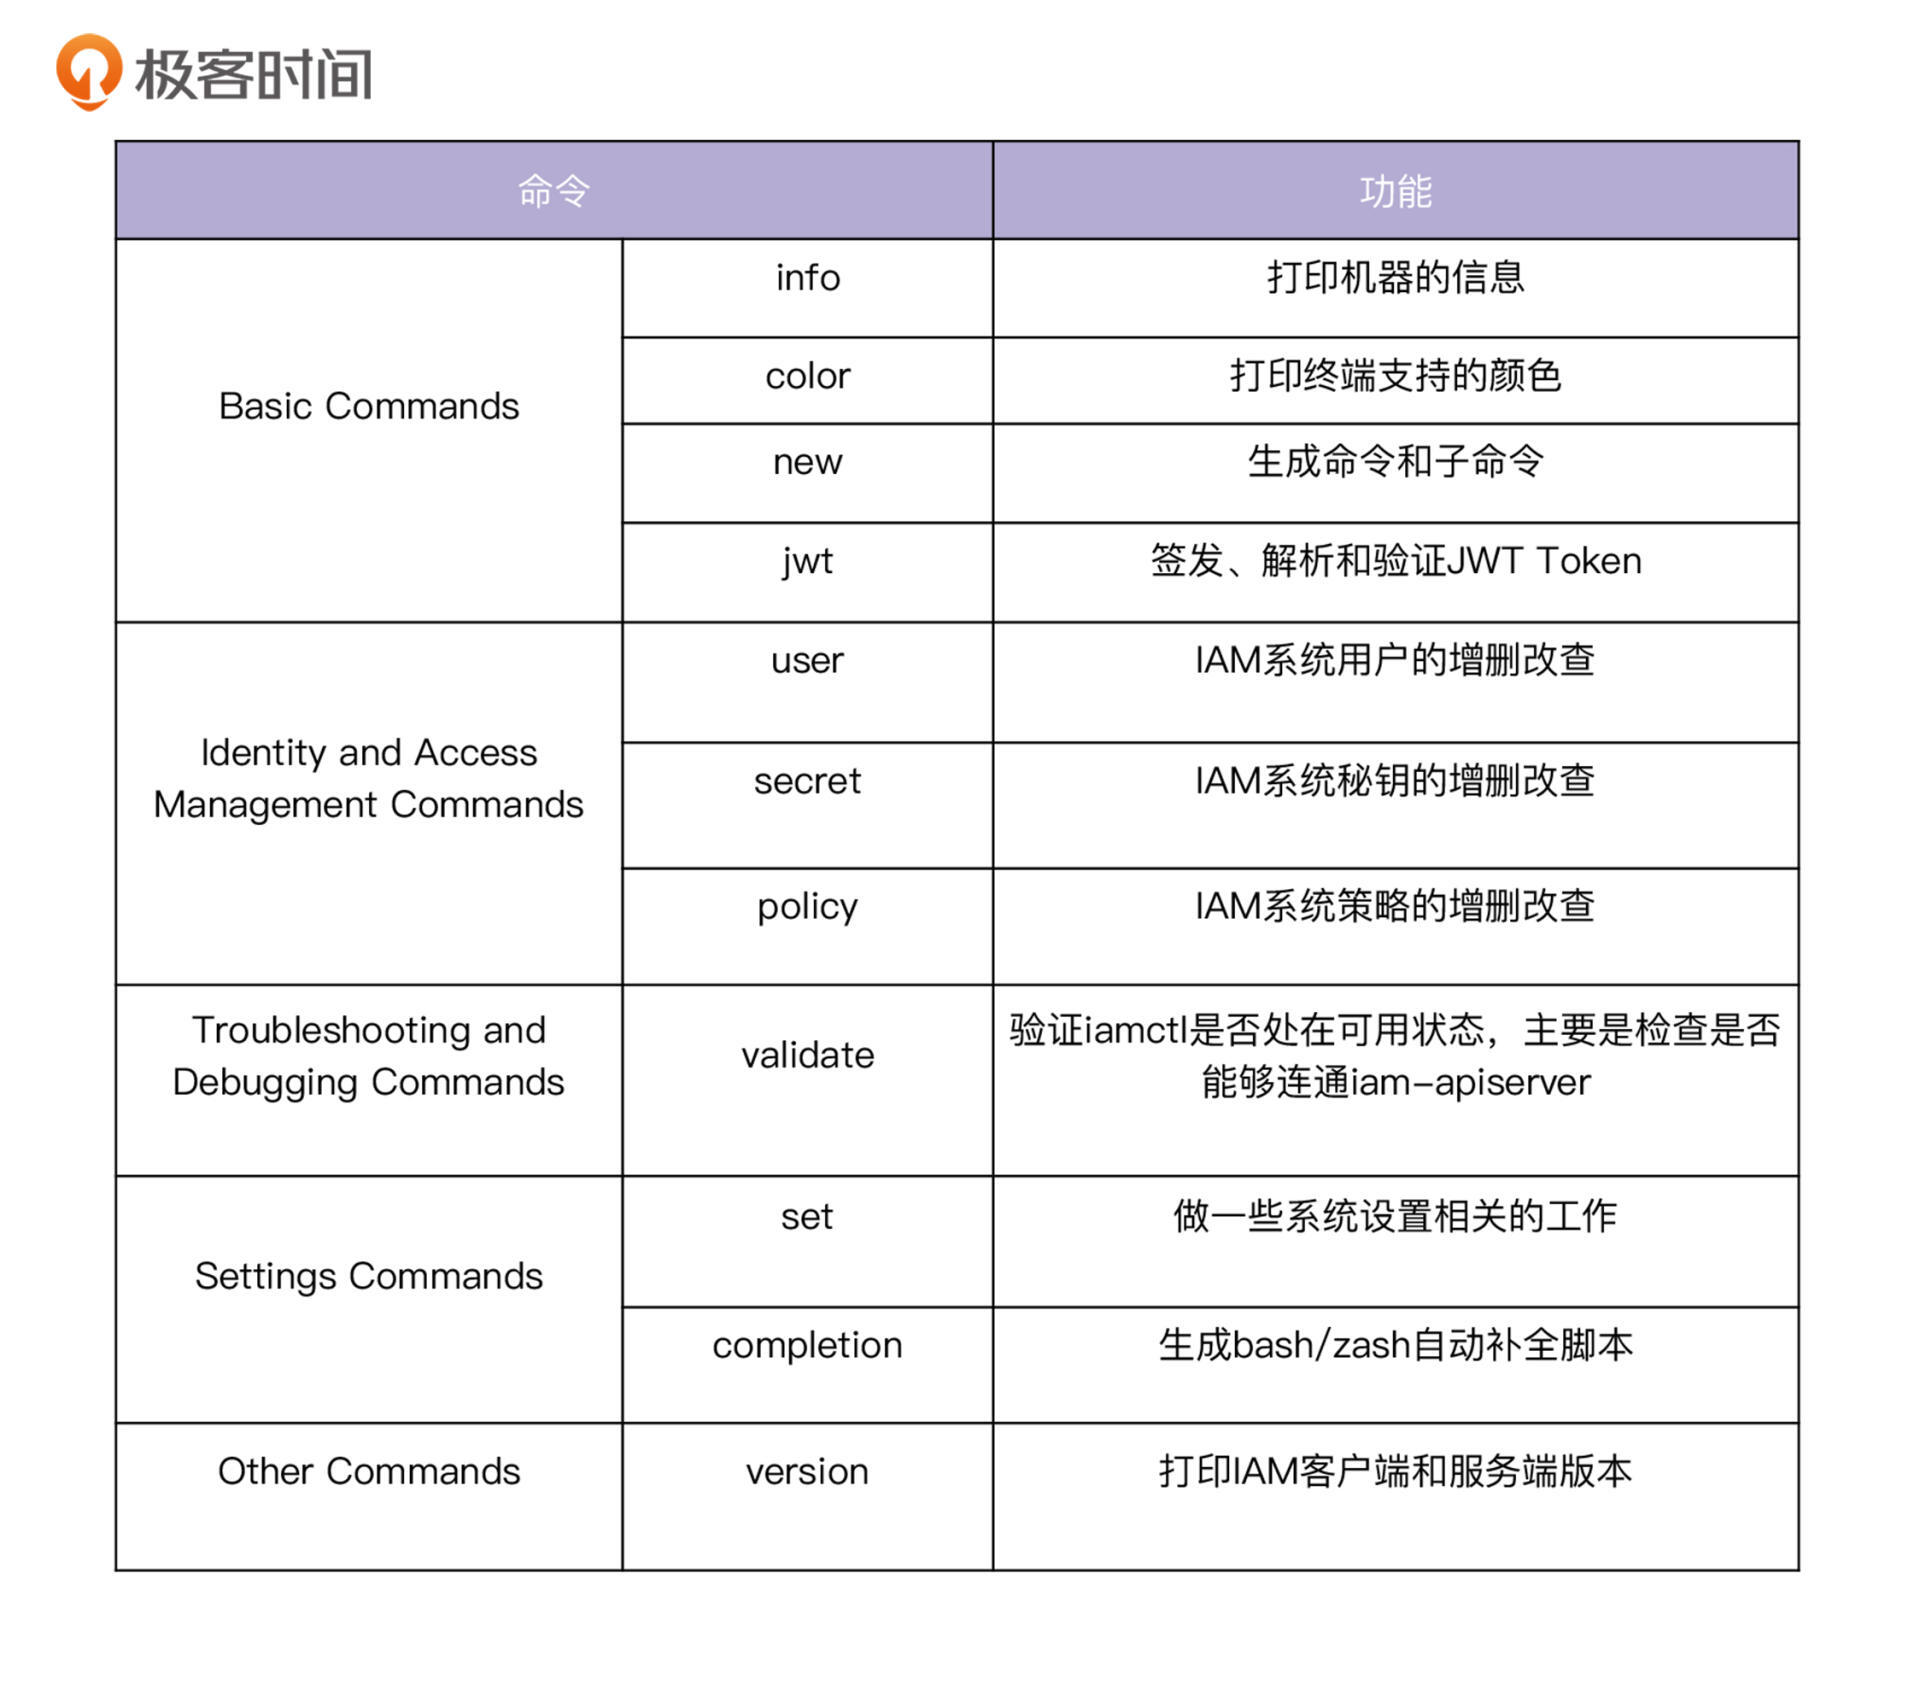 极客时间
命令
功能
Basic Commands
info
打印机器的信息
color
打印终端支持的颜色
new
生成命令和子命令
jwt
签发、解析和验证JWT Token
Identity and Access
Management Commands
user
IAM系统用户的增删改查
secret
IAM系统秘钥的增删改查
policy
IAM系统策略的增删改查
Troubleshooting and
Debugging Commands
validate
验证iamctl是否处在可用状态，主要是检查是否
能够连通iam-apiserver
Settings Commands
set
做一些系统设置相关的工作
completion
生成bash/zash自动补全脚本
Other Commands
version
打印IAM客户端和服务端版本